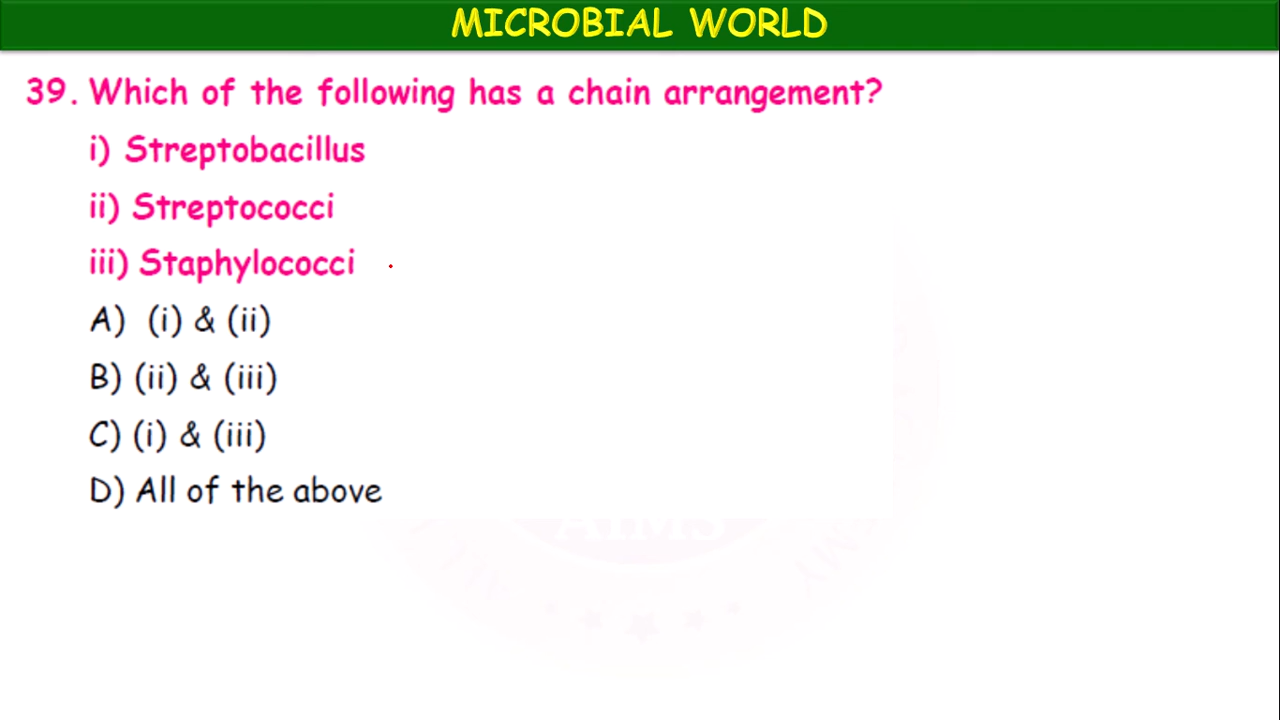 MICROBIAL WORLD
39. Which of the following has a chain arrangement?
i) Streptobacillus
ii) Streptococci
iii) Staphylococci
A) (i) & (ii)
B) (ii) & (iii)
C) (i) & (iii)
D) All of the above
AIMS